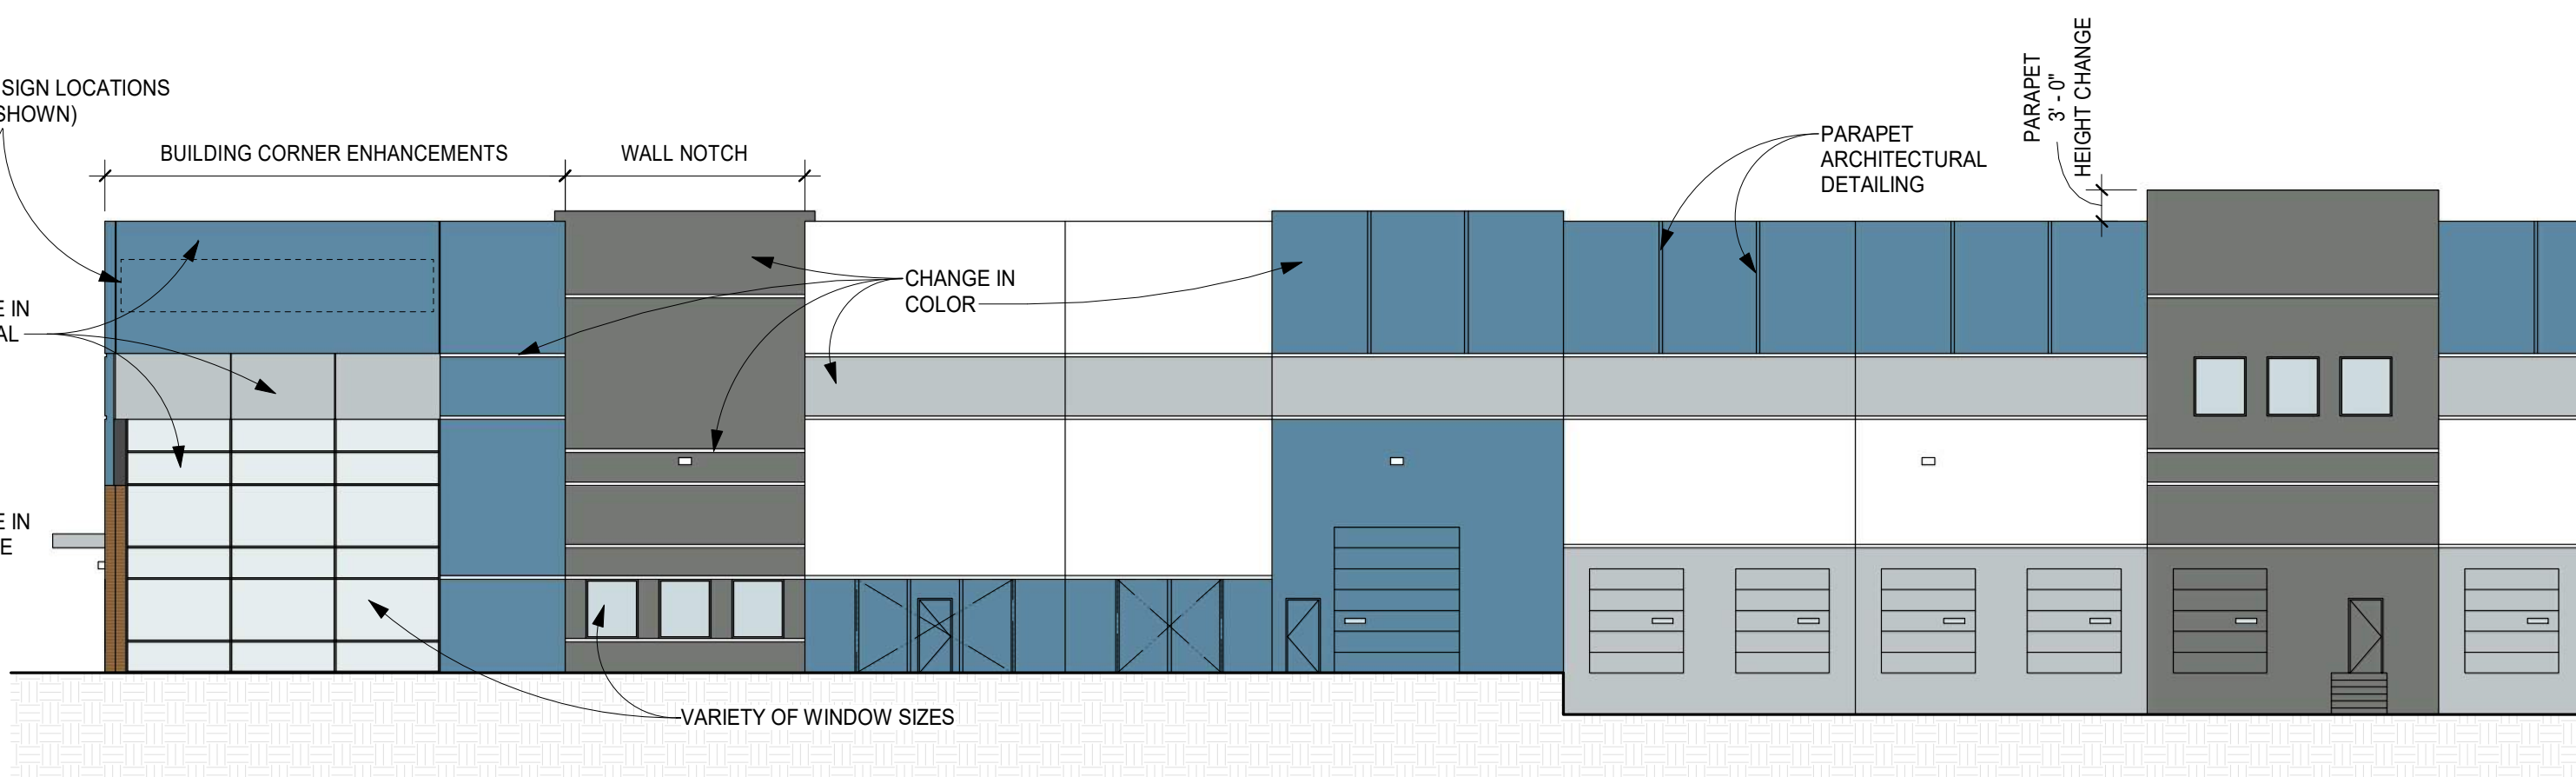 SIGN LOCATIONS
SHOWN)
BUILDING CORNER ENHANCEMENTS
WALL NOTCH
PARAPET
3' - 0"
HEIGHT CHANGE
PARAPET
ARCHITECTURAL
DETAILING
CHANGE IN
COLOR
IN
IN
VARIETY OF WINDOW SIZES